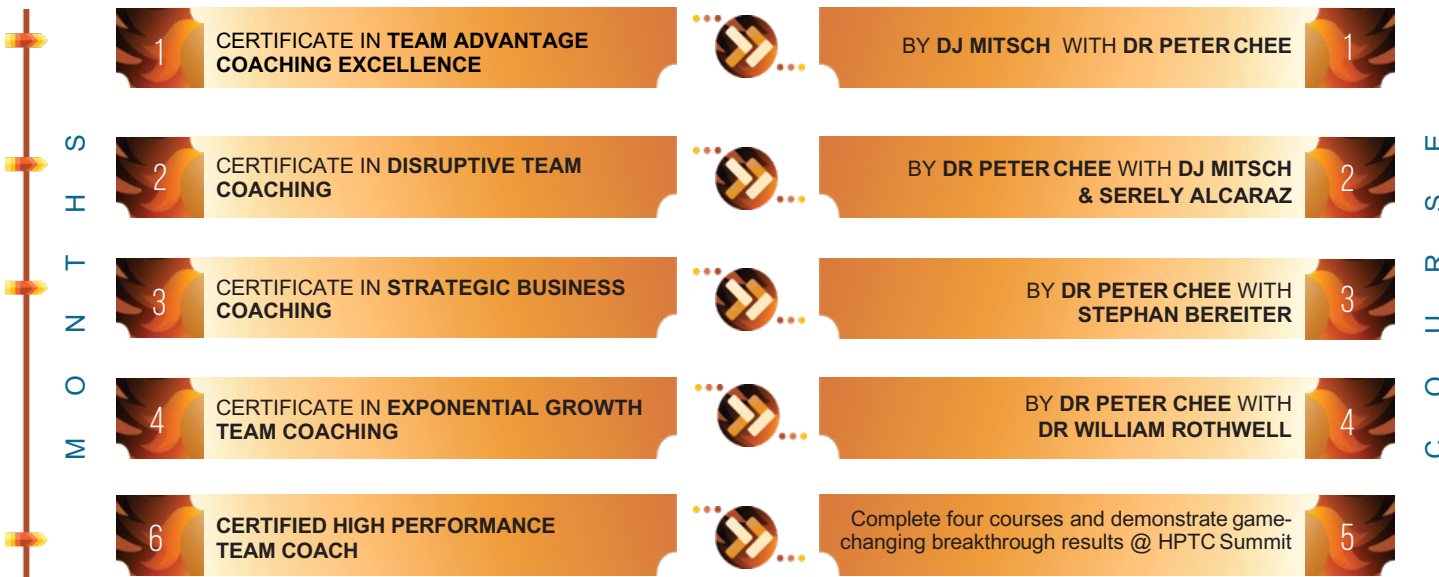 MONTHS
1
CERTIFICATE IN TEAM ADVANTAGE
COACHING EXCELLENCE
BY DJ MITSCH WITH DR PETER CHEE
1
2
CERTIFICATE IN DISRUPTIVE TEAM
COACHING
BY DR PETER CHEE WITH DJ MITSCH
& SERELY ALCARAZ
2
3
CERTIFICATE IN STRATEGIC BUSINESS
COACHING
BY DR PETER CHEE WITH
STEPHAN BEREITER
3
4
CERTIFICATE IN EXPONENTIAL GROWTH
TEAM COACHING
BY DR PETER CHEE WITH
DR WILLIAM ROTHWELL
4
6
CERTIFIED HIGH PERFORMANCE
TEAM COACH
Complete four courses and demonstrate game-
changing breakthrough results @ HPTC Summit
5
COURSE